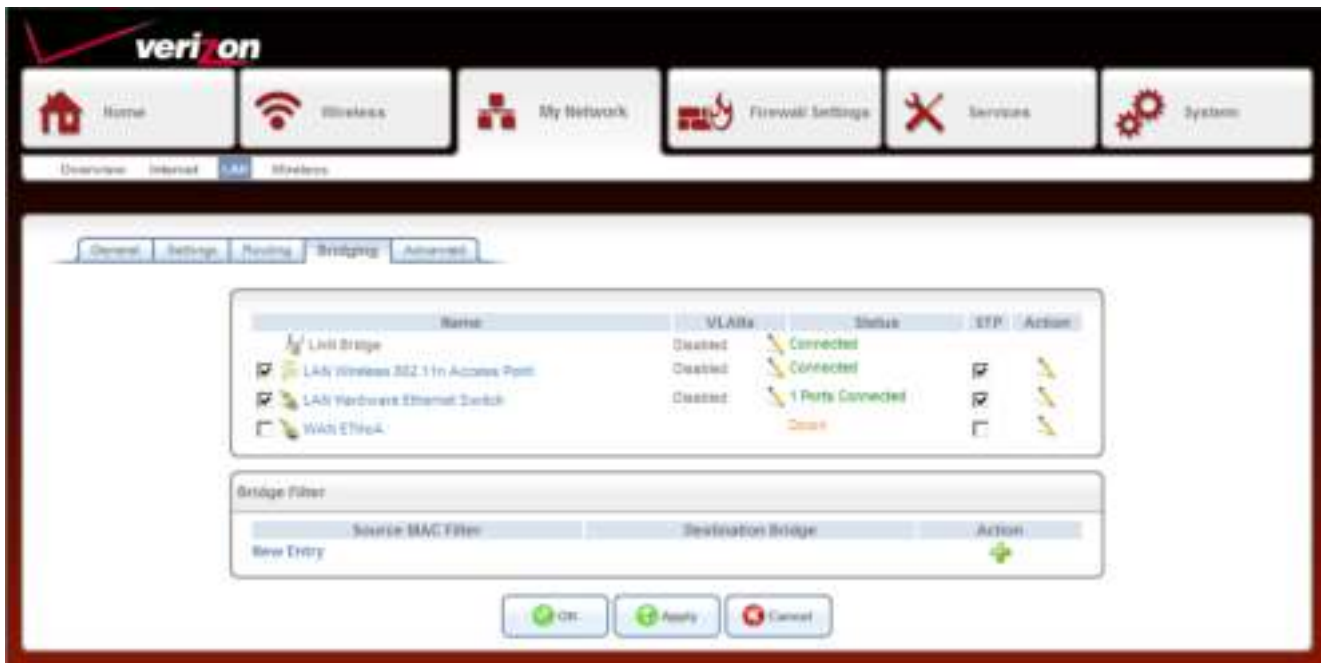 verizon
Home
Wireless
My Network
Firewall Settings
Services
System
Overview Internet LAN Wireless
General Settings Routing Bridging Advanced
Name VLANs Status STP Action
LAN Bridge Disabled Connected
LAN Wireless 802.11n Access Point Disabled Connected
LAN Hardware Ethernet Switch Disabled 1 Ports Connected
WAN ETHoA Down
Bridge Filter
Source MAC Filter Destination Bridge Action
New Entry
OK Apply Cancel